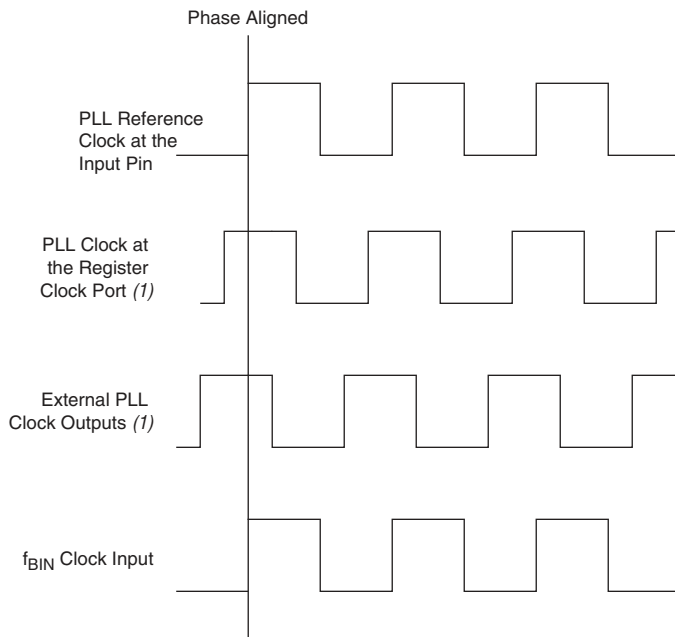 Phase Aligned
PLL Reference
Clock at the
Input Pin
PLL Clock at
the Register
Clock Port (1)
External PLL
Clock Outputs (1)
fBIN Clock Input